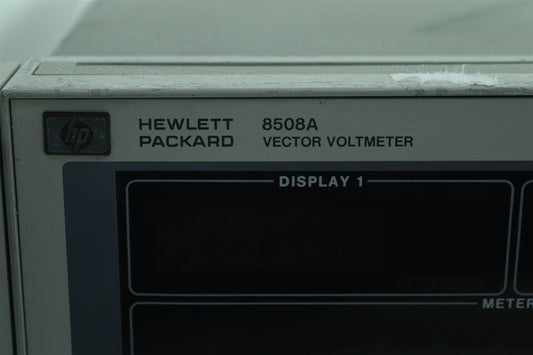 hp
HEWLETT 8508A
PACKARD VECTOR VOLTMETER
DISPLAY 1
METER